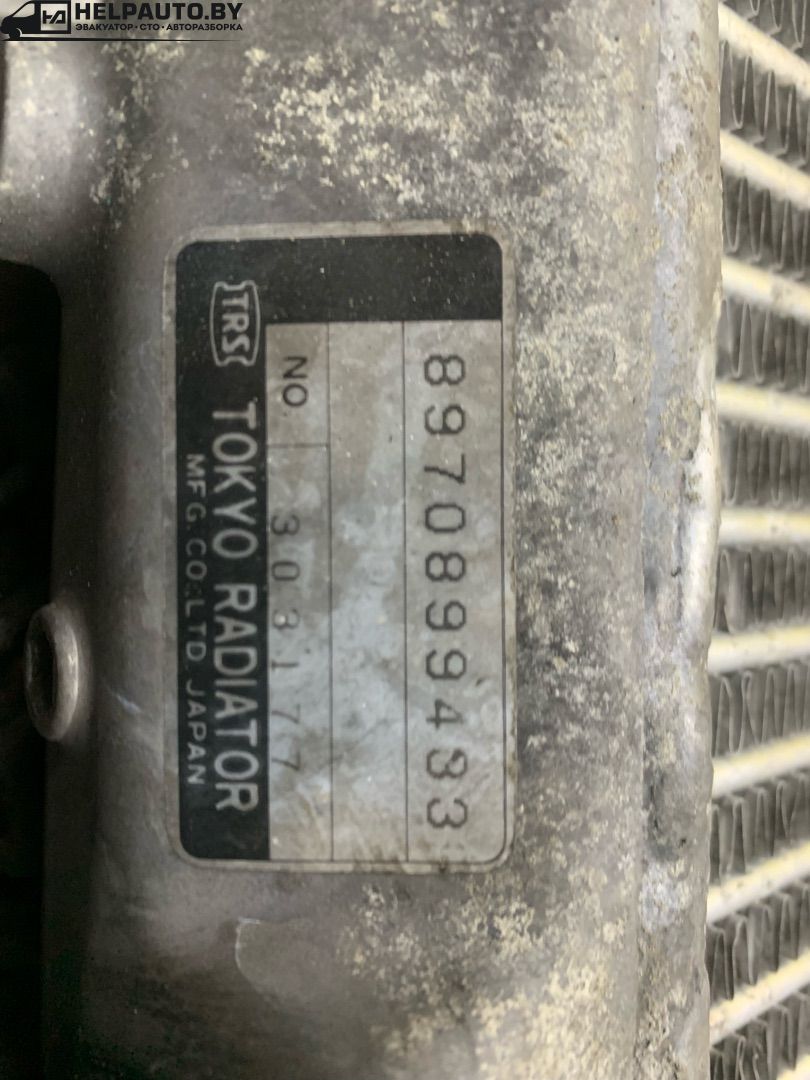 HELPAUTO.BY
ЭВАКУАТОР•СТО•АВТОРАЗБОРКА
8970899433
NO. 303177
TRS TOKYO RADIATOR
MFG.CO.,LTD. JAPAN